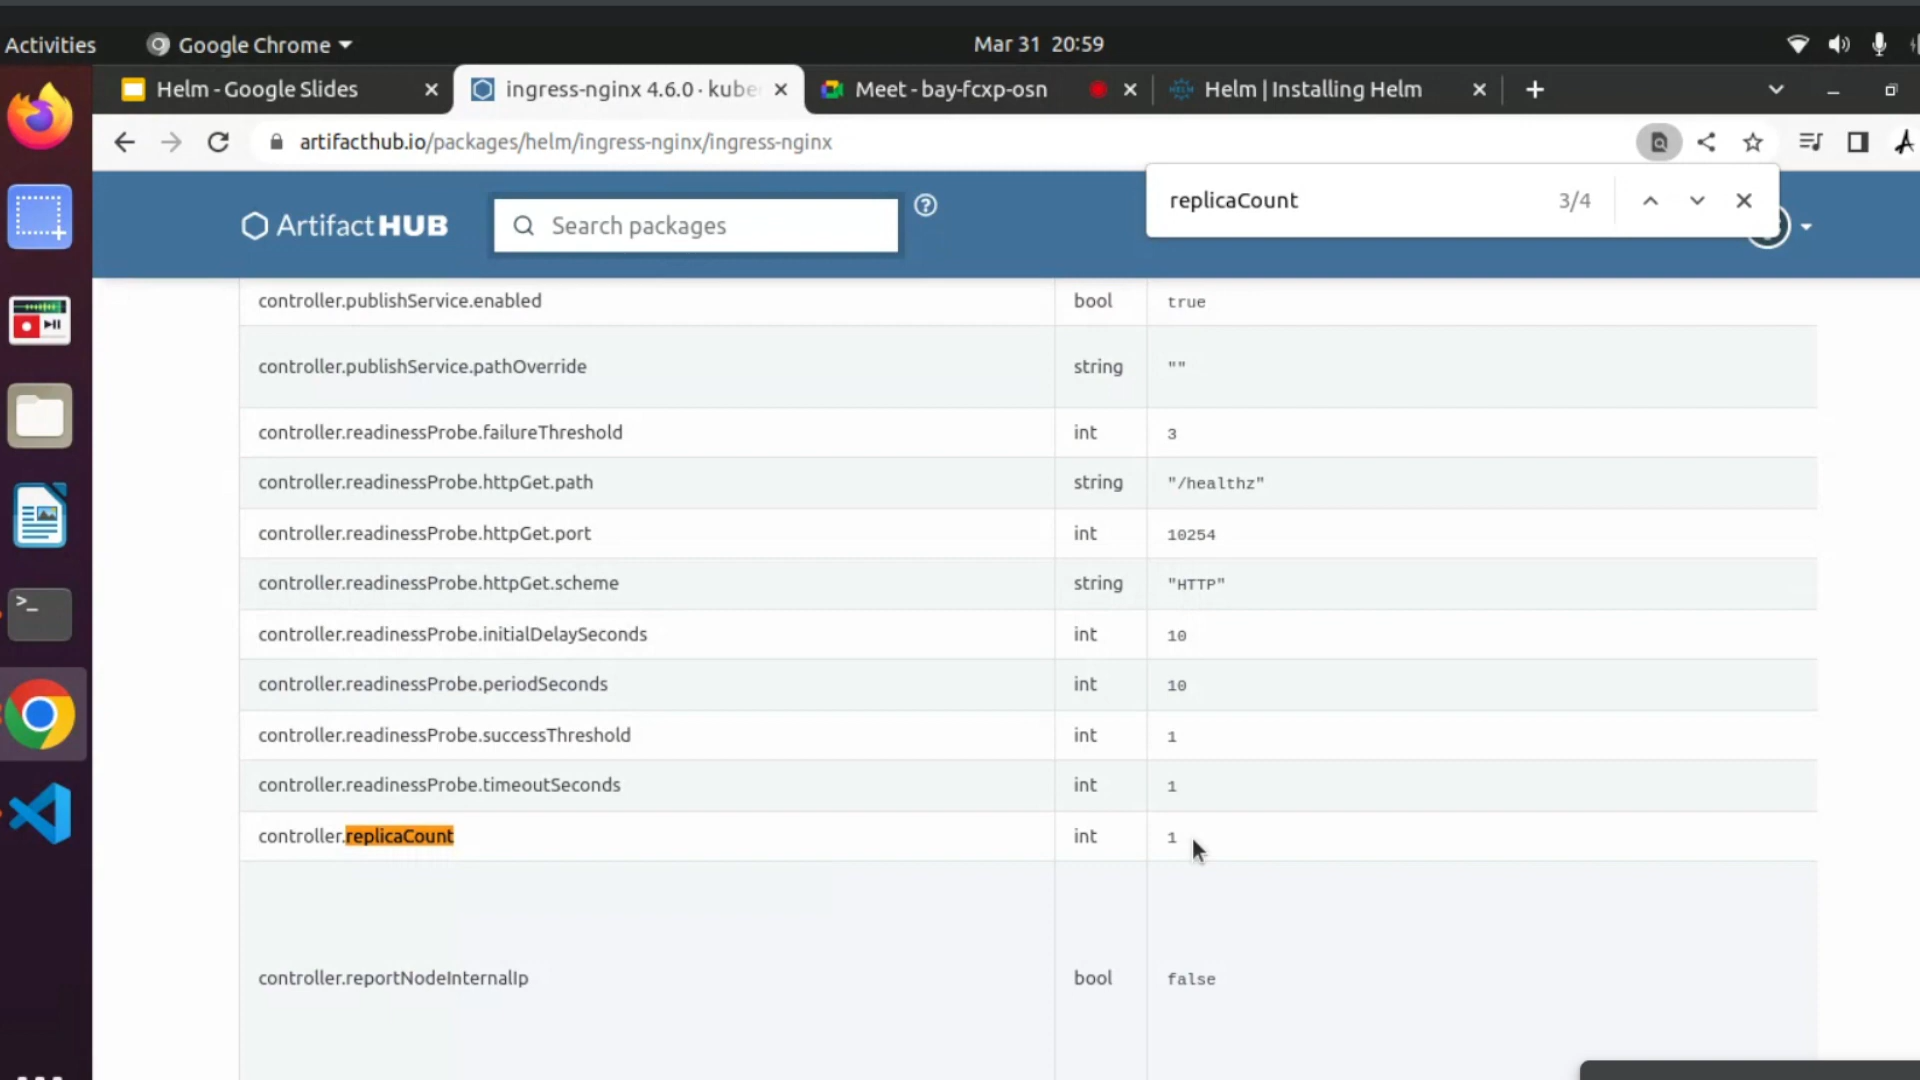 Activities
Google Chrome
Mar 31 20:59
Helm - Google Slides
ingress-nginx 4.6.0 · kube
Meet - bay-fcxp-osn
Helm | Installing Helm
artifacthub.io/packages/helm/ingress-nginx/ingress-nginx
replicaCount 3/4
Artifact HUB
Search packages
controller.publishService.enabled bool true
controller.publishService.pathOverride string ""
controller.readinessProbe.failureThreshold int 3
controller.readinessProbe.httpGet.path string "/healthz"
controller.readinessProbe.httpGet.port int 10254
controller.readinessProbe.httpGet.scheme string "HTTP"
controller.readinessProbe.initialDelaySeconds int 10
controller.readinessProbe.periodSeconds int 10
controller.readinessProbe.successThreshold int 1
controller.readinessProbe.timeoutSeconds int 1
controller.replicaCount int 1
controller.reportNodeInternalIp bool false